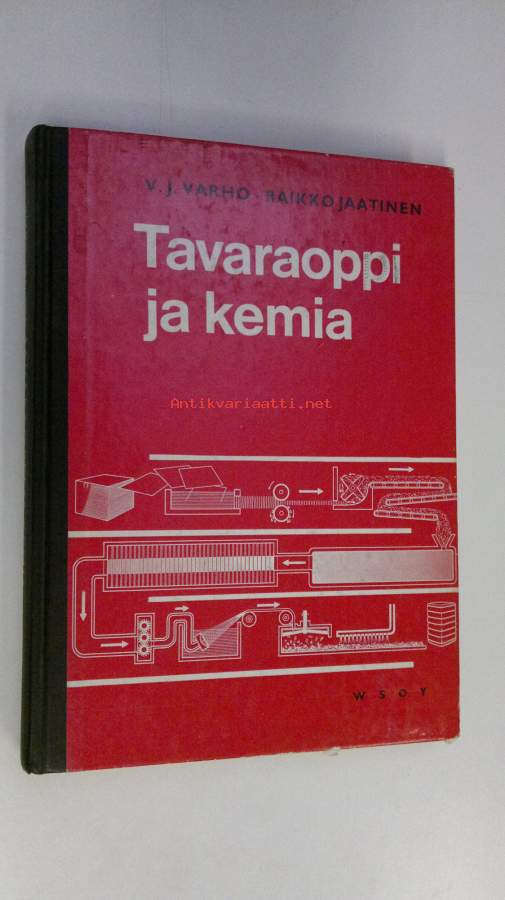 V. J. VARHO · RAIKKO JAATINEN
Tavaraoppi
ja kemia
Antikvariaatti.net
W S O Y